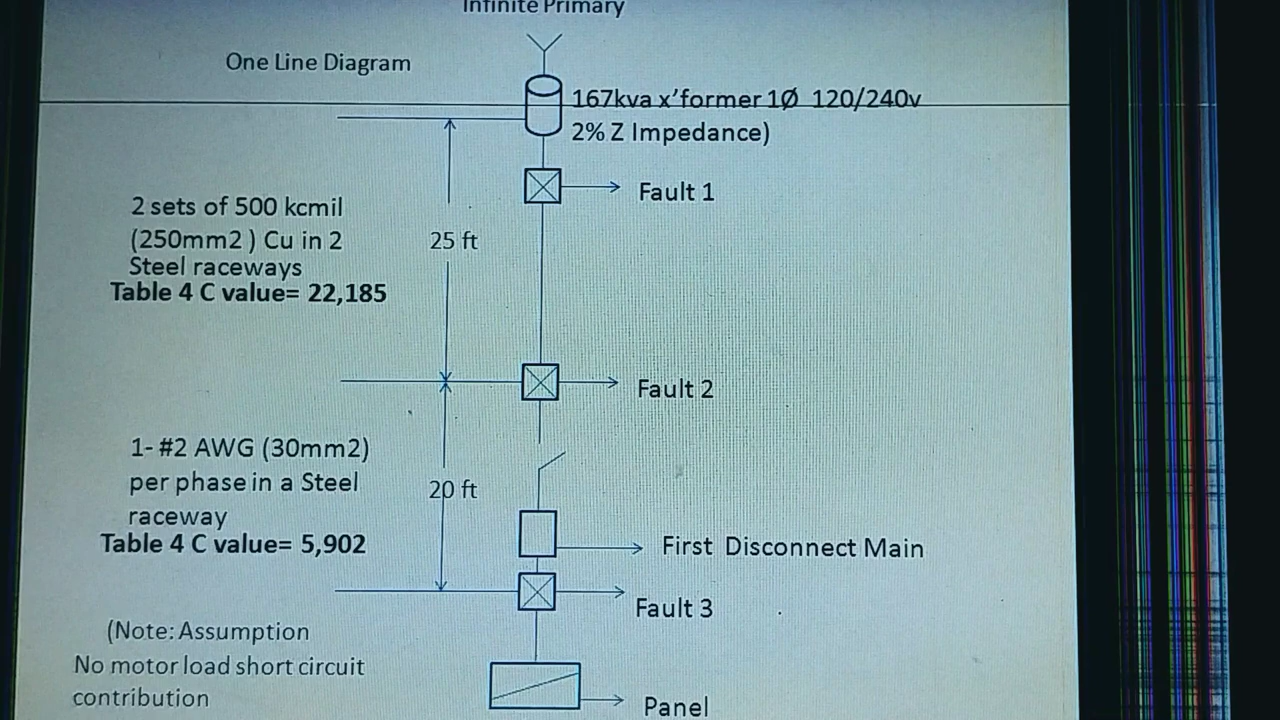 Infinite Primary
One Line Diagram
167kva x'former 1Ø 120/240v
2% Z Impedance)
Fault 1
2 sets of 500 kcmil
(250mm2 ) Cu in 2
Steel raceways
Table 4 C value= 22,185
25 ft
Fault 2
1- #2 AWG (30mm2)
per phase in a Steel
raceway
Table 4 C value= 5,902
20 ft
First Disconnect Main
Fault 3
(Note: Assumption
No motor load short circuit
contribution
Panel